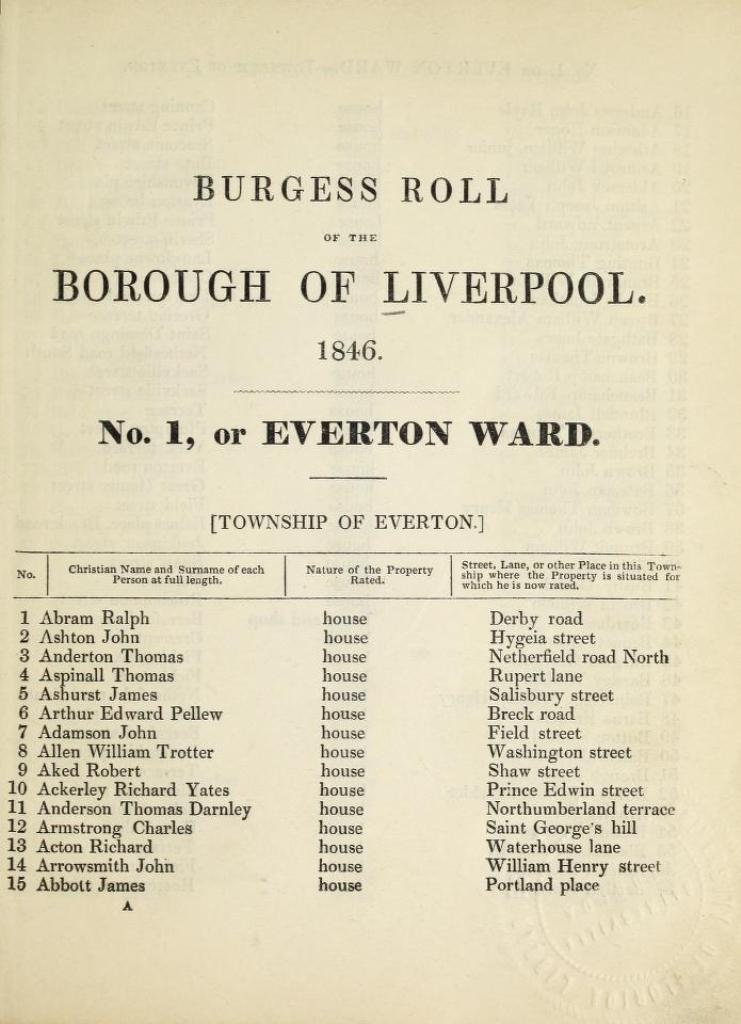 BURGESS ROLL
OF THE
BOROUGH OF LIVERPOOL.
1846.
No. 1, or EVERTON WARD.
[TOWNSHIP OF EVERTON.]
No. Christian Name and Surname of each Person at full length. Nature of the Property Rated. Street, Lane, or other Place in this Town-ship where the Property is situated for which he is now rated.
1 Abram Ralph house Derby road
2 Ashton John house Hygeia street
3 Anderton Thomas house Netherfield road North
4 Aspinall Thomas house Rupert lane
5 Ashurst James house Salisbury street
6 Arthur Edward Pellew house Breck road
7 Adamson John house Field street
8 Allen William Trotter house Washington street
9 Aked Robert house Shaw street
10 Ackerley Richard Yates house Prince Edwin street
11 Anderson Thomas Darnley house Northumberland terrace
12 Armstrong Charles house Saint George's hill
13 Acton Richard house Waterhouse lane
14 Arrowsmith John house William Henry street
15 Abbott James house Portland place
A